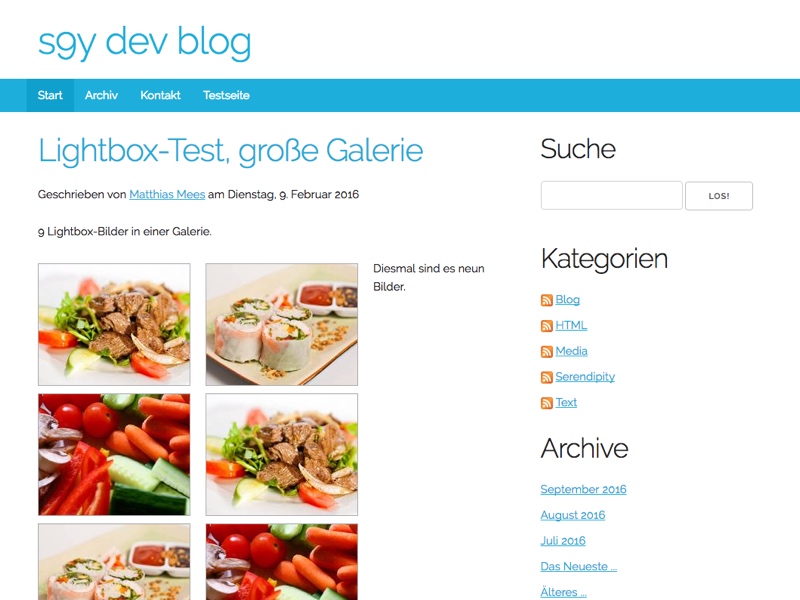 s9y dev blog
Start Archiv Kontakt Testseite
Lightbox-Test, große Galerie
Geschrieben von Matthias Mees am Dienstag, 9. Februar 2016
9 Lightbox-Bilder in einer Galerie.
Diesmal sind es neun
Bilder.
Suche
LOS!
Kategorien
Blog
HTML
Media
Serendipity
Text
Archive
September 2016
August 2016
Juli 2016
Das Neueste ...
Älteres ...